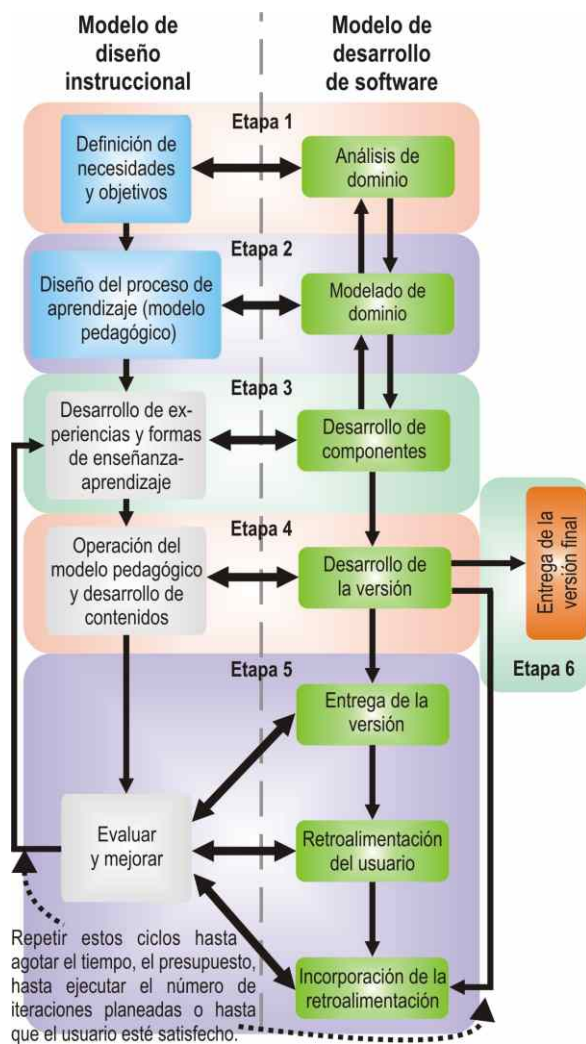 Modelo de
diseño
instruccional
Modelo de
desarrollo
de software
Etapa 1
Definición de
necesidades
y objetivos
Análisis de
dominio
Etapa 2
Diseño del proceso de
aprendizaje (modelo
pedagógico)
Modelado de
dominio
Etapa 3
Desarrollo de ex-
periencias y formas
de enseñanza-
aprendizaje
Desarrollo de
componentes
Etapa 4
Operación del
modelo pedagógico
y desarrollo de
contenidos
Desarrollo de
la versión
Entrega de la
versión final
Etapa 6
Etapa 5
Entrega de la
versión
Evaluar
y mejorar
Retroalimentación
del usuario
Incorporación de la
retroalimentación
Repetir estos ciclos hasta
agotar el tiempo, el presupuesto,
hasta ejecutar el número de
iteraciones planeadas o hasta
que el usuario esté satisfecho.